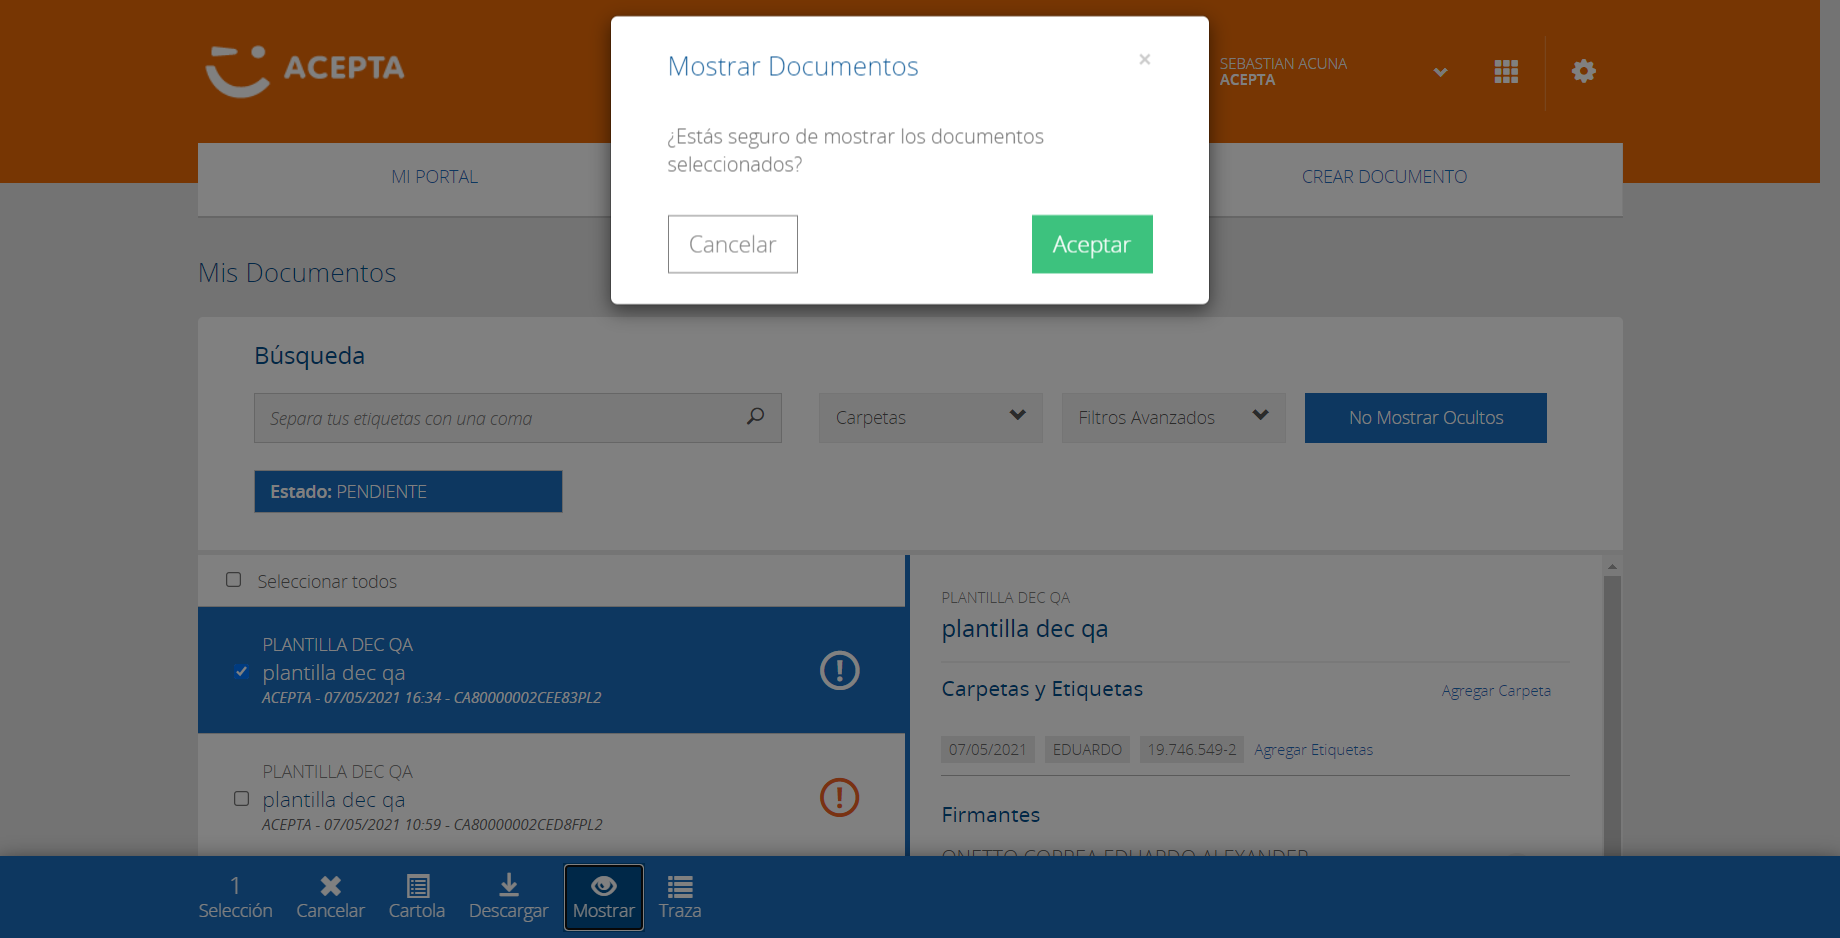 ACEPTA
SEBASTIAN ACUNA
ACEPTA
Mostrar Documentos
×
¿Estás seguro de mostrar los documentos
seleccionados?
Cancelar
Aceptar
MI PORTAL
CREAR DOCUMENTO
Mis Documentos
Búsqueda
Separa tus etiquetas con una coma
Carpetas
Filtros Avanzados
No Mostrar Ocultos
Estado: PENDIENTE
Seleccionar todos
PLANTILLA DEC QA
plantilla dec qa
ACEPTA - 07/05/2021 16:34 - CA80000002CEE83PL2
PLANTILLA DEC QA
plantilla dec qa
ACEPTA - 07/05/2021 10:59 - CA80000002CED8FPL2
PLANTILLA DEC QA
plantilla dec qa
Carpetas y Etiquetas
Agregar Carpeta
07/05/2021
EDUARDO
19.746.549-2
Agregar Etiquetas
Firmantes
ONETTO CORREA EDUARDO ALEXANDER
1
Selección
Cancelar
Cartola
Descargar
Mostrar
Traza